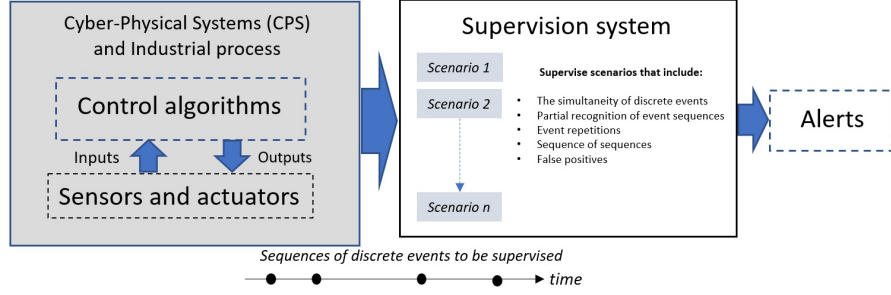 Cyber-Physical Systems (CPS)
and Industrial process
Control algorithms
Inputs
Outputs
Sensors and actuators
Supervision system
Scenario 1
Scenario 2
Scenario n
Supervise scenarios that include:
• The simultaneity of discrete events
• Partial recognition of event sequences
• Event repetitions
• Sequence of sequences
• False positives
Alerts
Sequences of discrete events to be supervised
time